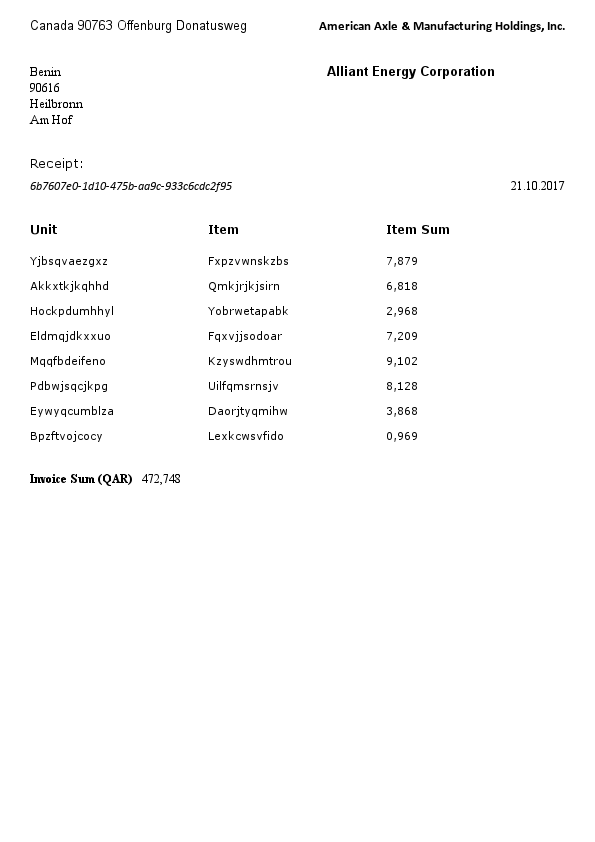 Canada 90763 Offenburg Donatusweg American Axle & Manufacturing Holdings, Inc.
Benin Alliant Energy Corporation
90616
Heilbronn
Am Hof
Receipt:
6b7607e0-1d10-475b-aa9c-933c6cdc2f95 21.10.2017
Unit Item Item Sum
Yjbsqvaezgxz Fxpzvwnskzbs 7,879
Akkxtkjkqhhd Qmkjrjkjsirn 6,818
Hockpdumhhyl Yobrwetapabk 2,968
Eldmqjdkxxuo Fqxvjjsodoar 7,209
Mqqfbdeifeno Kzyswdhmtrou 9,102
Pdbwjsqcjkpg Uilfqmsrnsjv 8,128
Eywyqcumblza Daorjtyqmihw 3,868
Bpzftvojcocy Lexkcwsvfido 0,969
Invoice Sum (QAR) 472,748